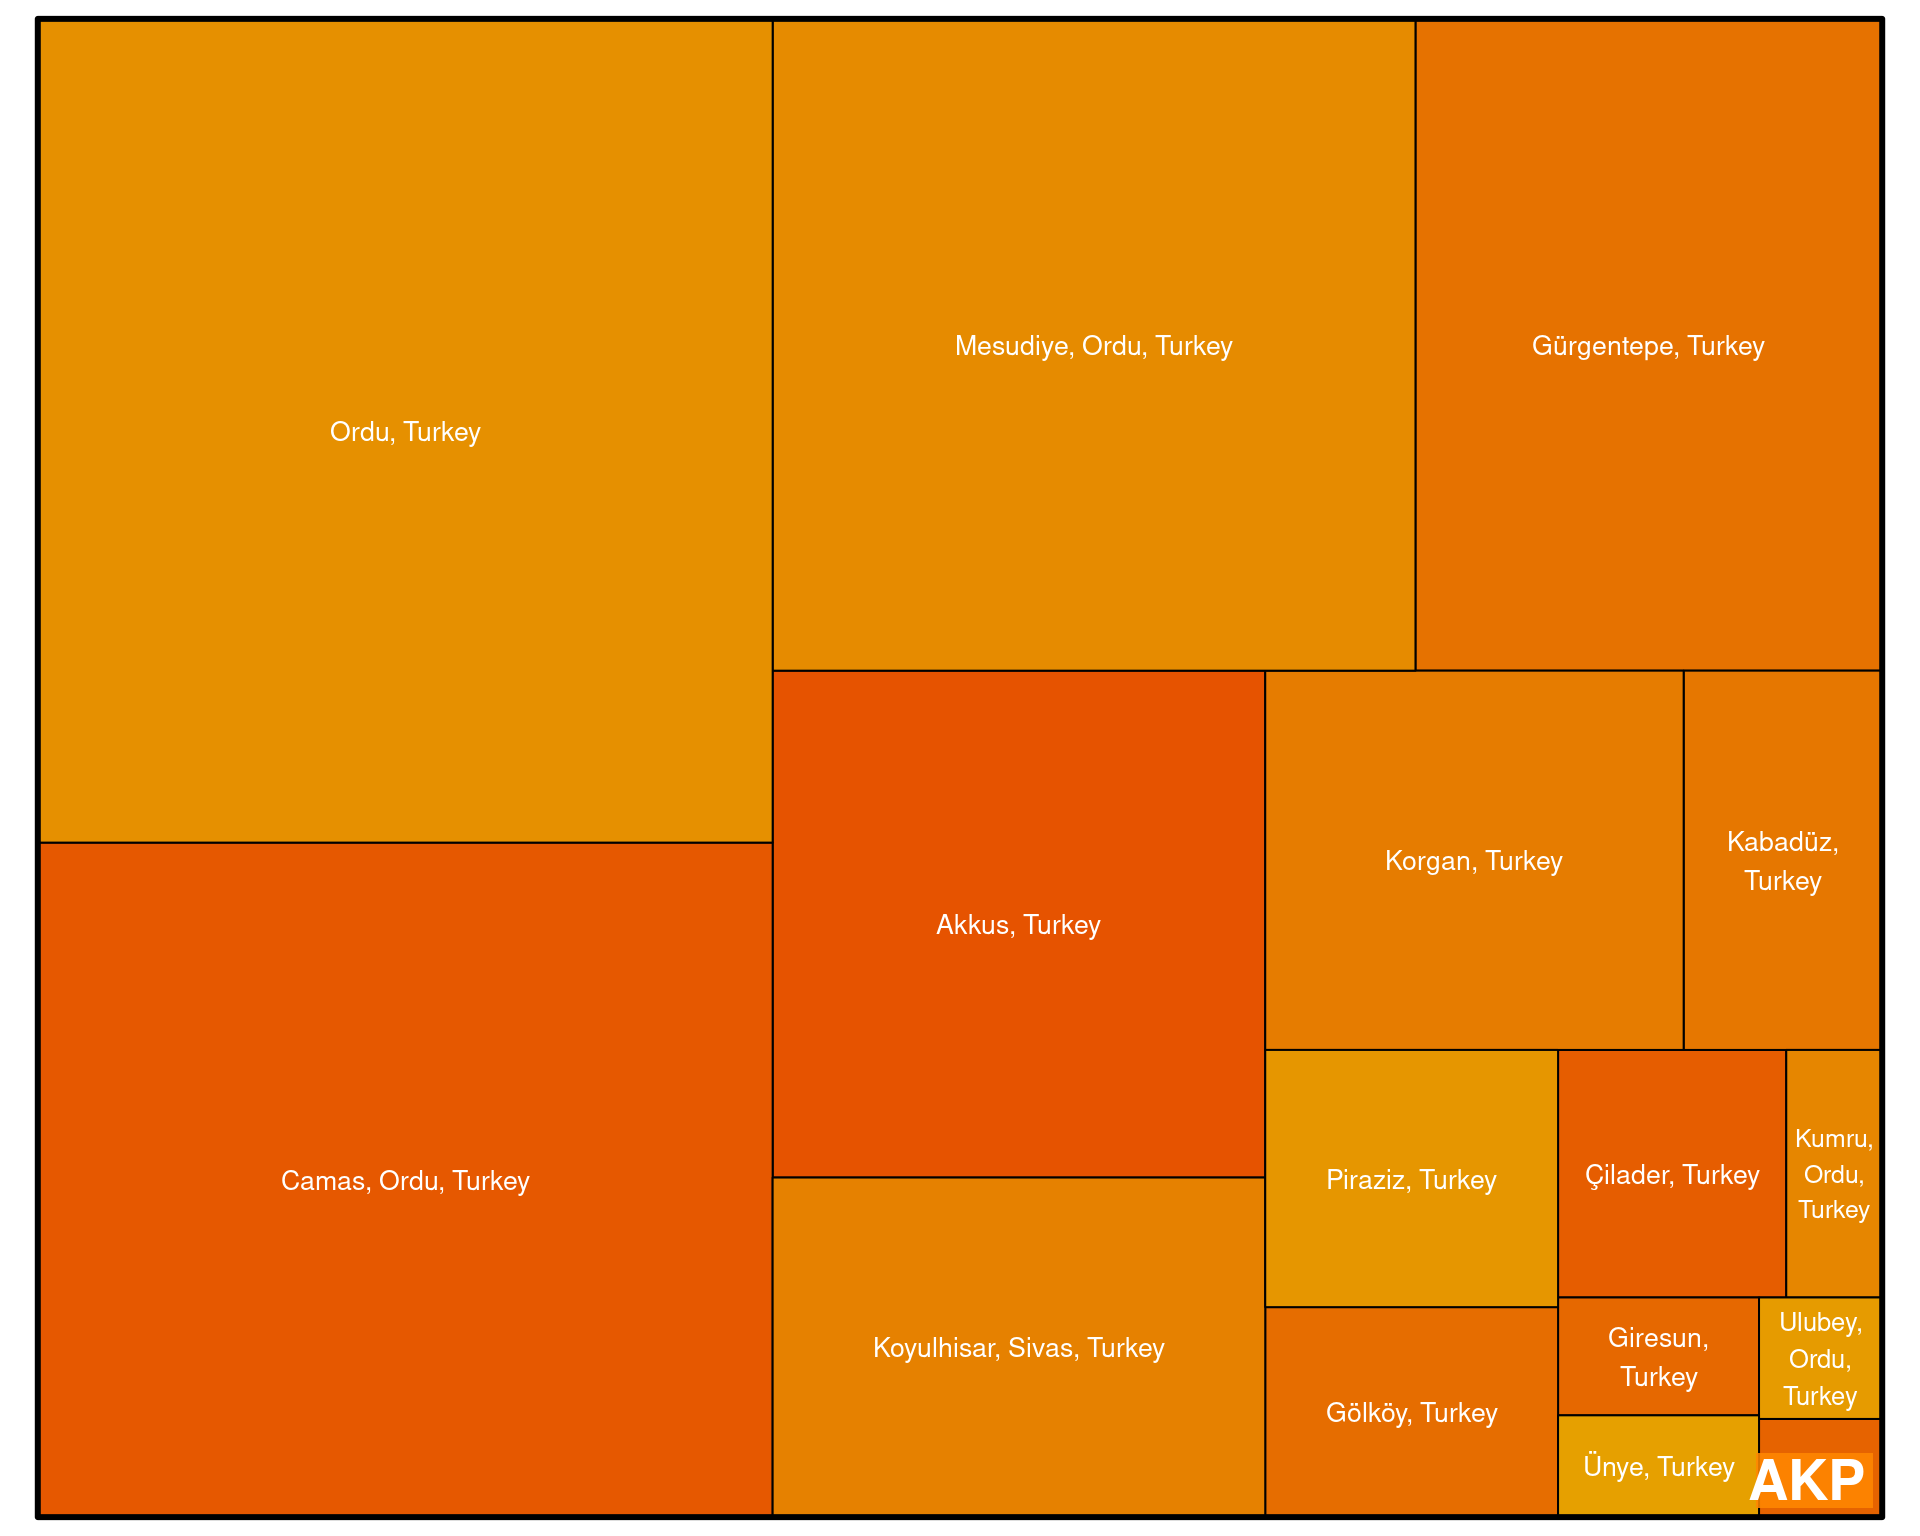 Ordu, Turkey
Mesudiye, Ordu, Turkey
Gürgentepe, Turkey
Camas, Ordu, Turkey
Akkus, Turkey
Korgan, Turkey
Kabadüz,
Turkey
Koyulhisar, Sivas, Turkey
Piraziz, Turkey
Çilader, Turkey
Kumru,
Ordu,
Turkey
Gölköy, Turkey
Giresun,
Turkey
Ulubey,
Ordu,
Turkey
Ünye, Turkey
AKP